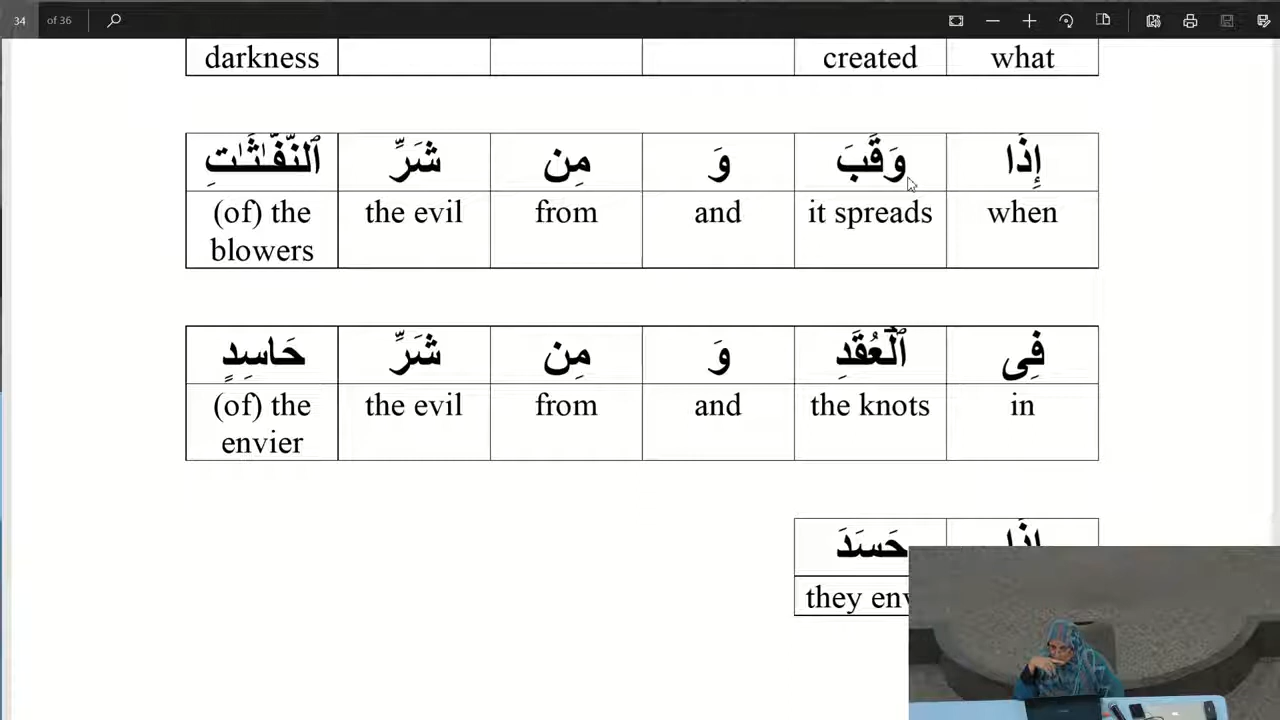 34 of 36
darkness created what
إِذَا وَقَبَ وَ مِن شَرِّ ٱلنَّفَّـٰثَـٰتِ
(of) the the evil from and it spreads when
blowers
فِى ٱلْعُقَدِ وَ مِن شَرِّ حَاسِدٍ
(of) the the evil from and the knots in
envier
حَسَدَ
they